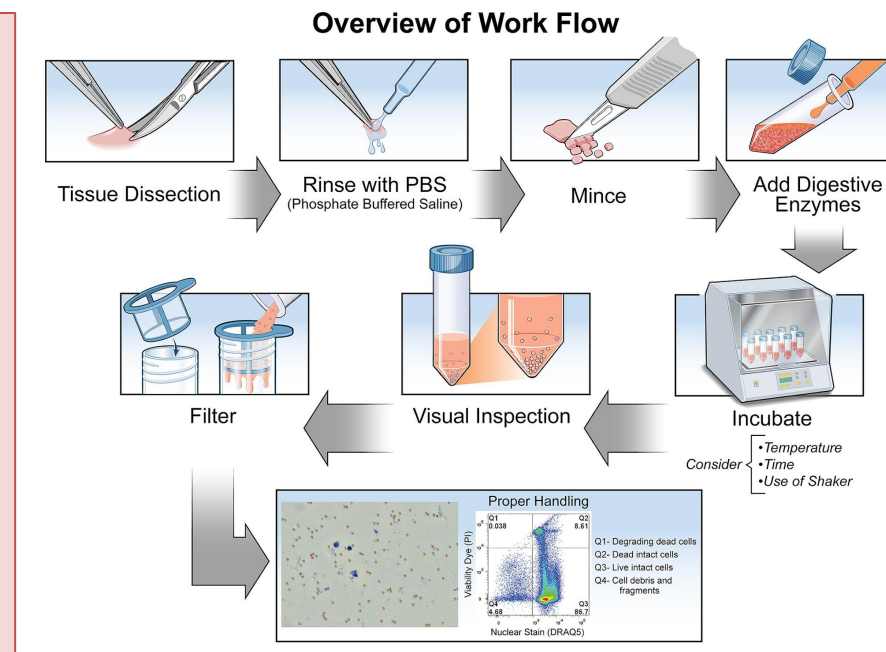 Overview of Work Flow
Tissue Dissection
Rinse with PBS
(Phosphate Buffered Saline)
Mince
Add Digestive
Enzymes
Filter
Visual Inspection
Incubate
Consider
•Temperature
•Time
•Use of Shaker
Proper Handling
Q1
0.038
Q2
8.61
Q4
4.68
Q3
86.7
Viability Dye (PI)
Nuclear Stain (DRAQ5)
Q1- Degrading dead cells
Q2- Dead intact cells
Q3- Live intact cells
Q4- Cell debris and
fragments